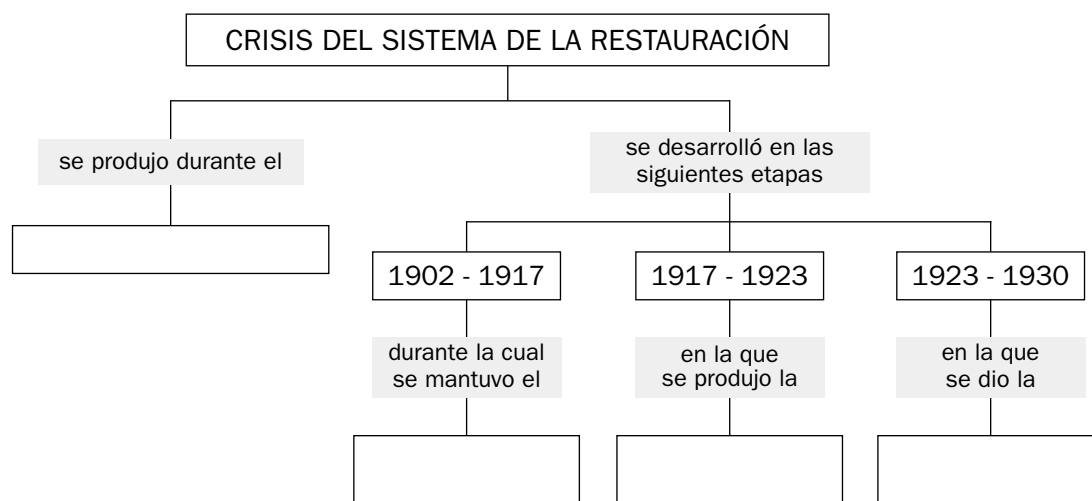 CRISIS DEL SISTEMA DE LA RESTAURACIÓN
se produjo durante el
se desarrolló en las
siguientes etapas
1902 - 1917
1917 - 1923
1923 - 1930
durante la cual
se mantuvo el
en la que
se produjo la
en la que
se dio la